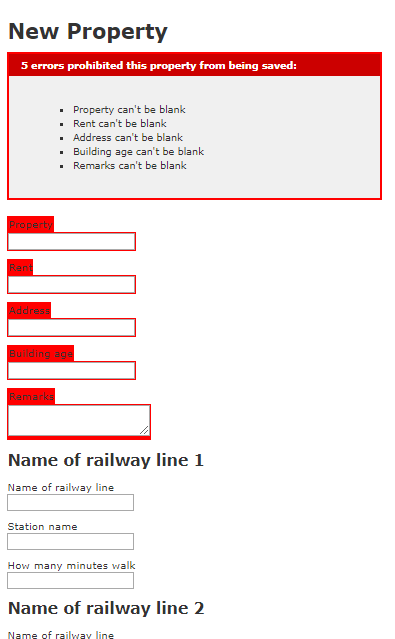 New Property
5 errors prohibited this property from being saved:
Property can't be blank
Rent can't be blank
Address can't be blank
Building age can't be blank
Remarks can't be blank
Property
Rent
Address
Building age
Remarks
Name of railway line 1
Name of railway line
Station name
How many minutes walk
Name of railway line 2
Name of railway line